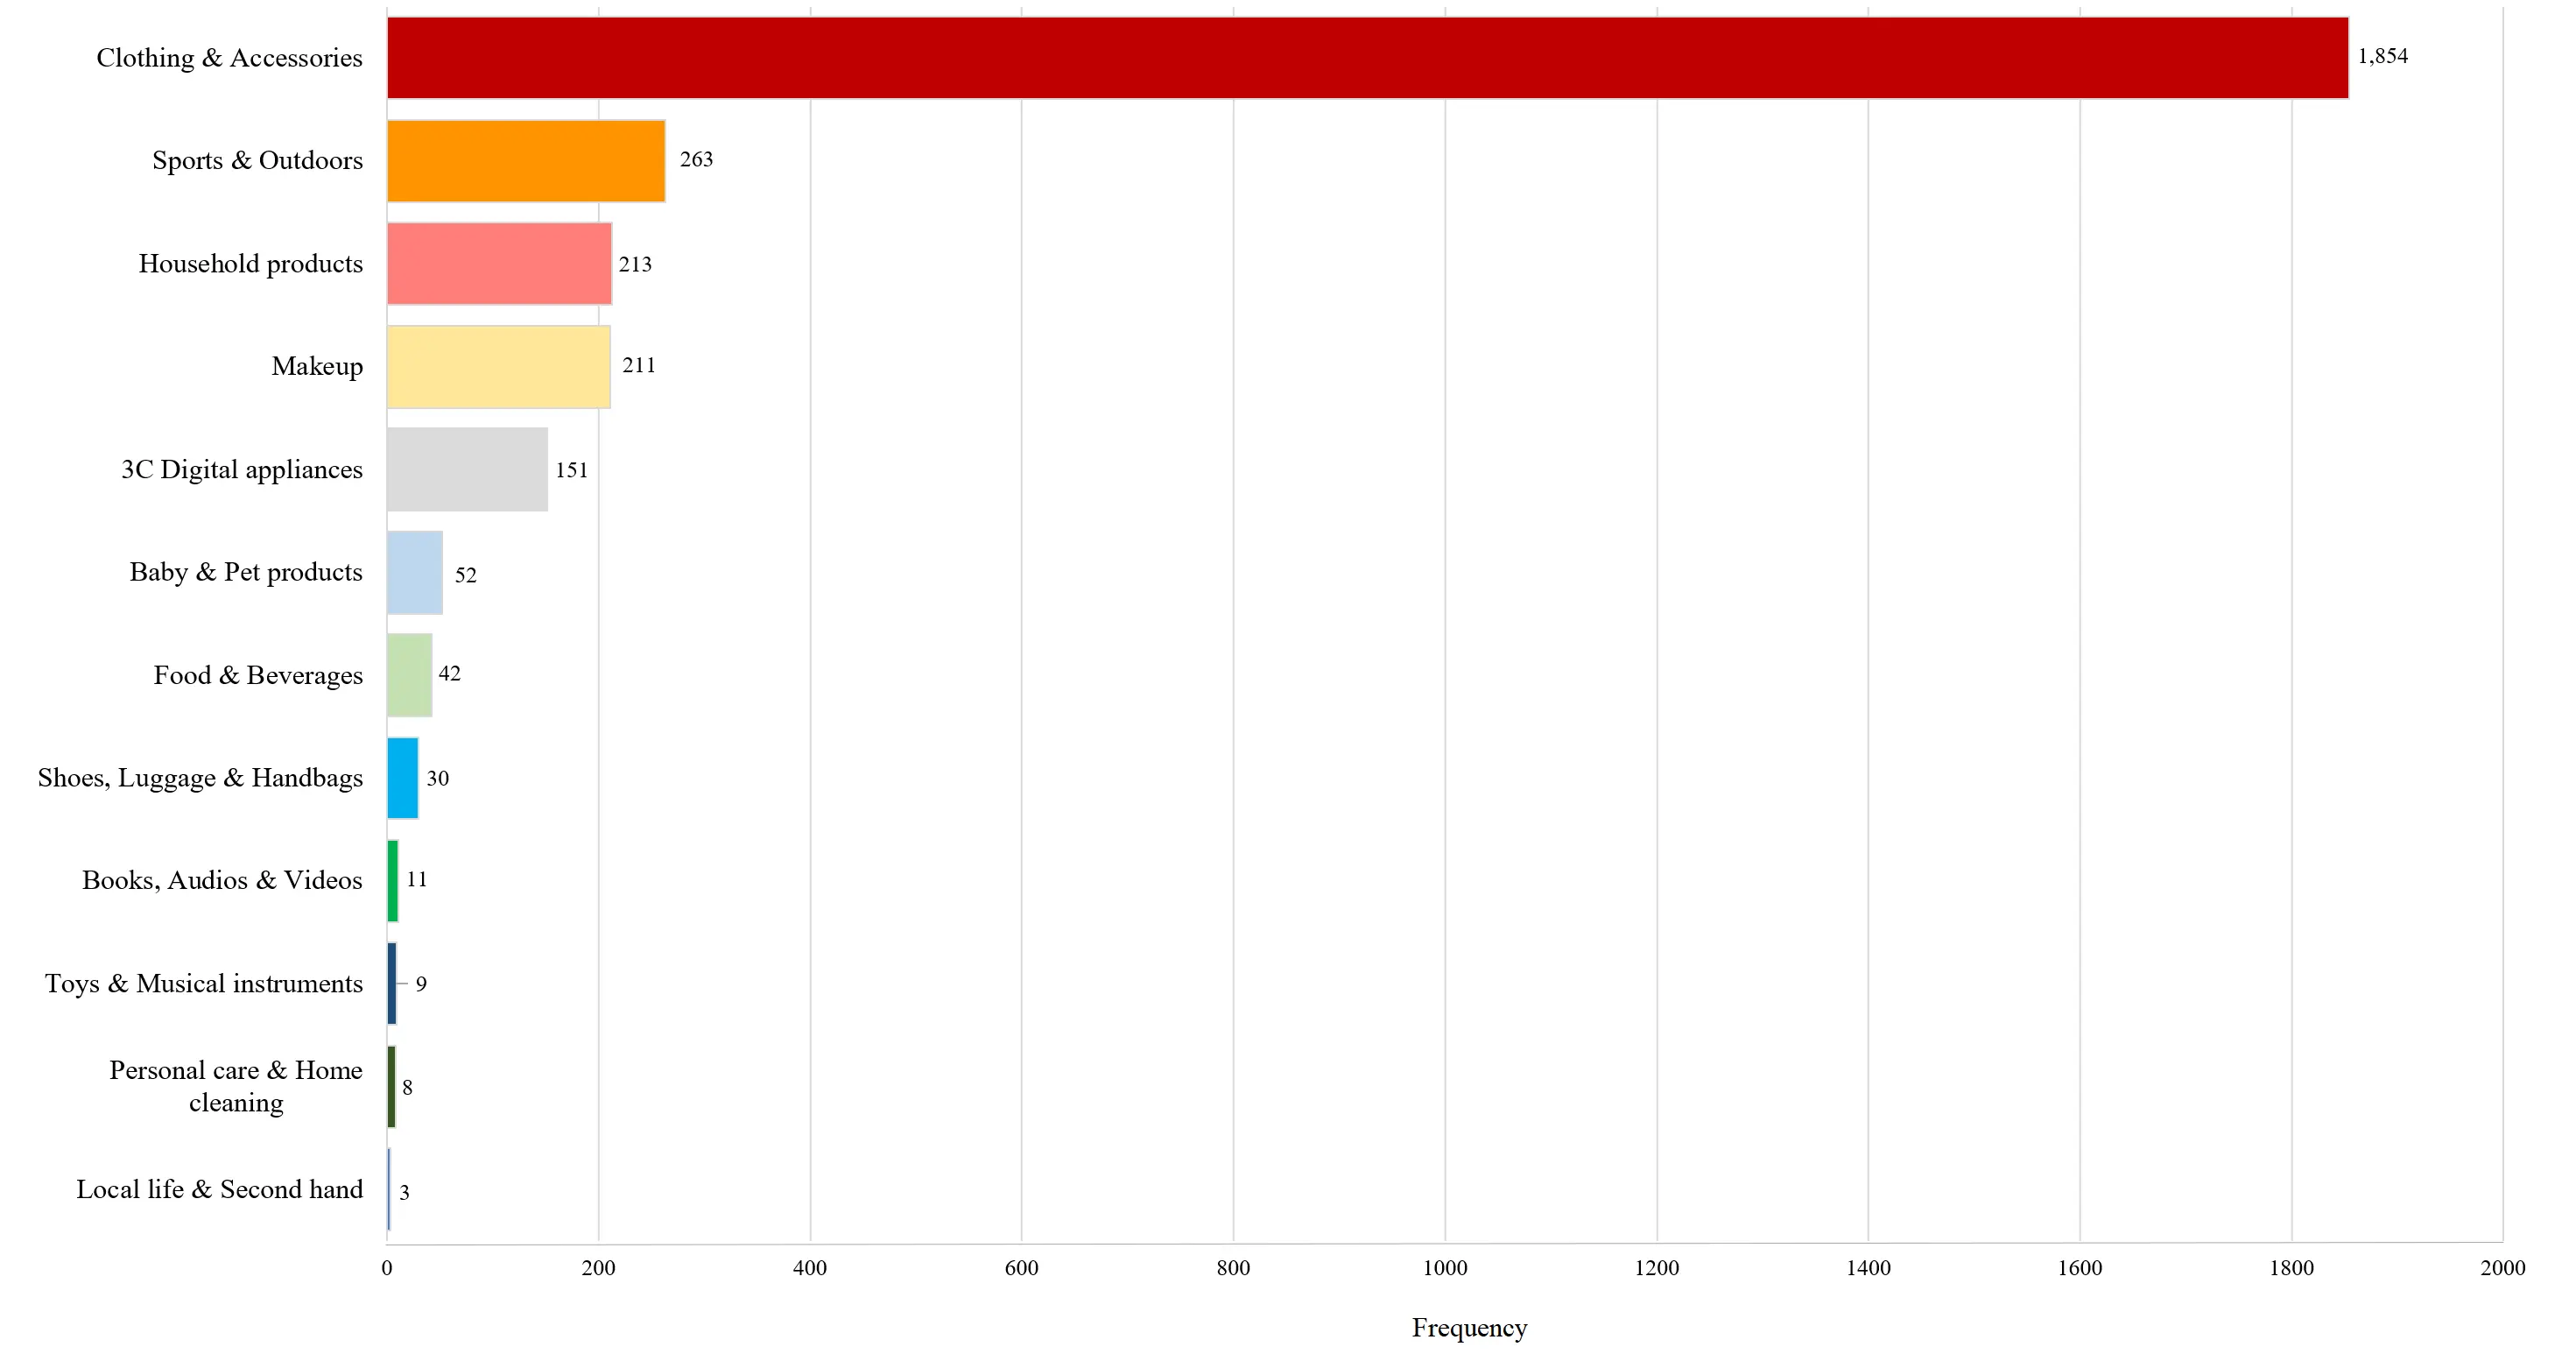 Clothing & Accessories
1,854
Sports & Outdoors
263
Household products
213
Makeup
211
3C Digital appliances
151
Baby & Pet products
52
Food & Beverages
42
Shoes, Luggage & Handbags
30
Books, Audios & Videos
11
Toys & Musical instruments
9
Personal care & Home
cleaning
8
Local life & Second hand
3
0 200 400 600 800 1000 1200 1400 1600 1800 2000
Frequency